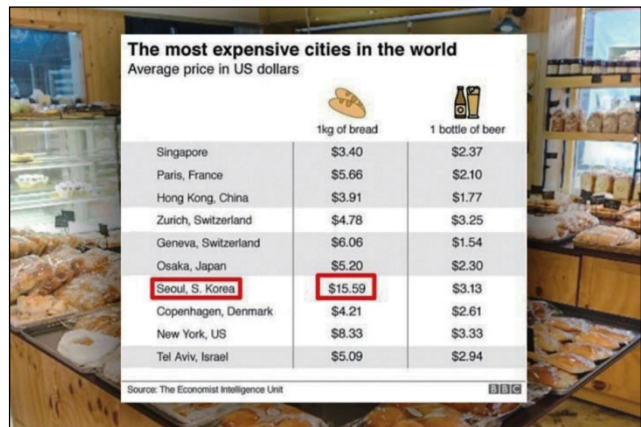 The most expensive cities in the world
Average price in US dollars
1kg of bread 1 bottle of beer
Singapore $3.40 $2.37
Paris, France $5.66 $2.10
Hong Kong, China $3.91 $1.77
Zurich, Switzerland $4.78 $3.25
Geneva, Switzerland $6.06 $1.54
Osaka, Japan $5.20 $2.30
Seoul, S. Korea $15.59 $3.13
Copenhagen, Denmark $4.21 $2.61
New York, US $8.33 $3.33
Tel Aviv, Israel $5.09 $2.94
Source: The Economist Intelligence Unit BBC